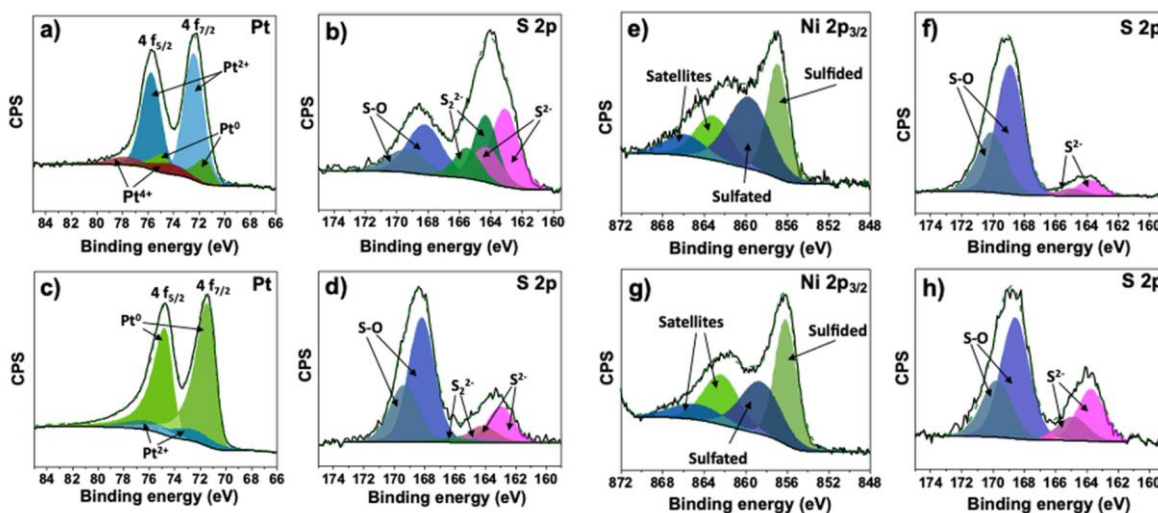 a) Pt
4 f5/2 4 f7/2
Pt2+
Pt0
Pt4+
CPS
84 82 80 78 76 74 72 70 68 66
Binding energy (eV)
b) S 2p
S-O
S₂²⁻
S²⁻
CPS
174 172 170 168 166 164 162 160
Binding energy (eV)
e) Ni 2p3/2
Satellites
Sulfided
Sulfated
CPS
872 868 864 860 856 852 848
Binding energy (eV)
f) S 2p
S-O
S²⁻
CPS
174 172 170 168 166 164 162 160
Binding energy (eV)
c) Pt
4 f5/2 4 f7/2
Pt0
Pt2+
CPS
84 82 80 78 76 74 72 70 68 66
Binding energy (eV)
d) S 2p
S-O
S₂²⁻
S²⁻
CPS
174 172 170 168 166 164 162 160
Binding energy (eV)
g) Ni 2p3/2
Satellites
Sulfided
Sulfated
CPS
872 868 864 860 856 852 848
Binding energy (eV)
h) S 2p
S-O
S²⁻
CPS
174 172 170 168 166 164 162 160
Binding energy (eV)